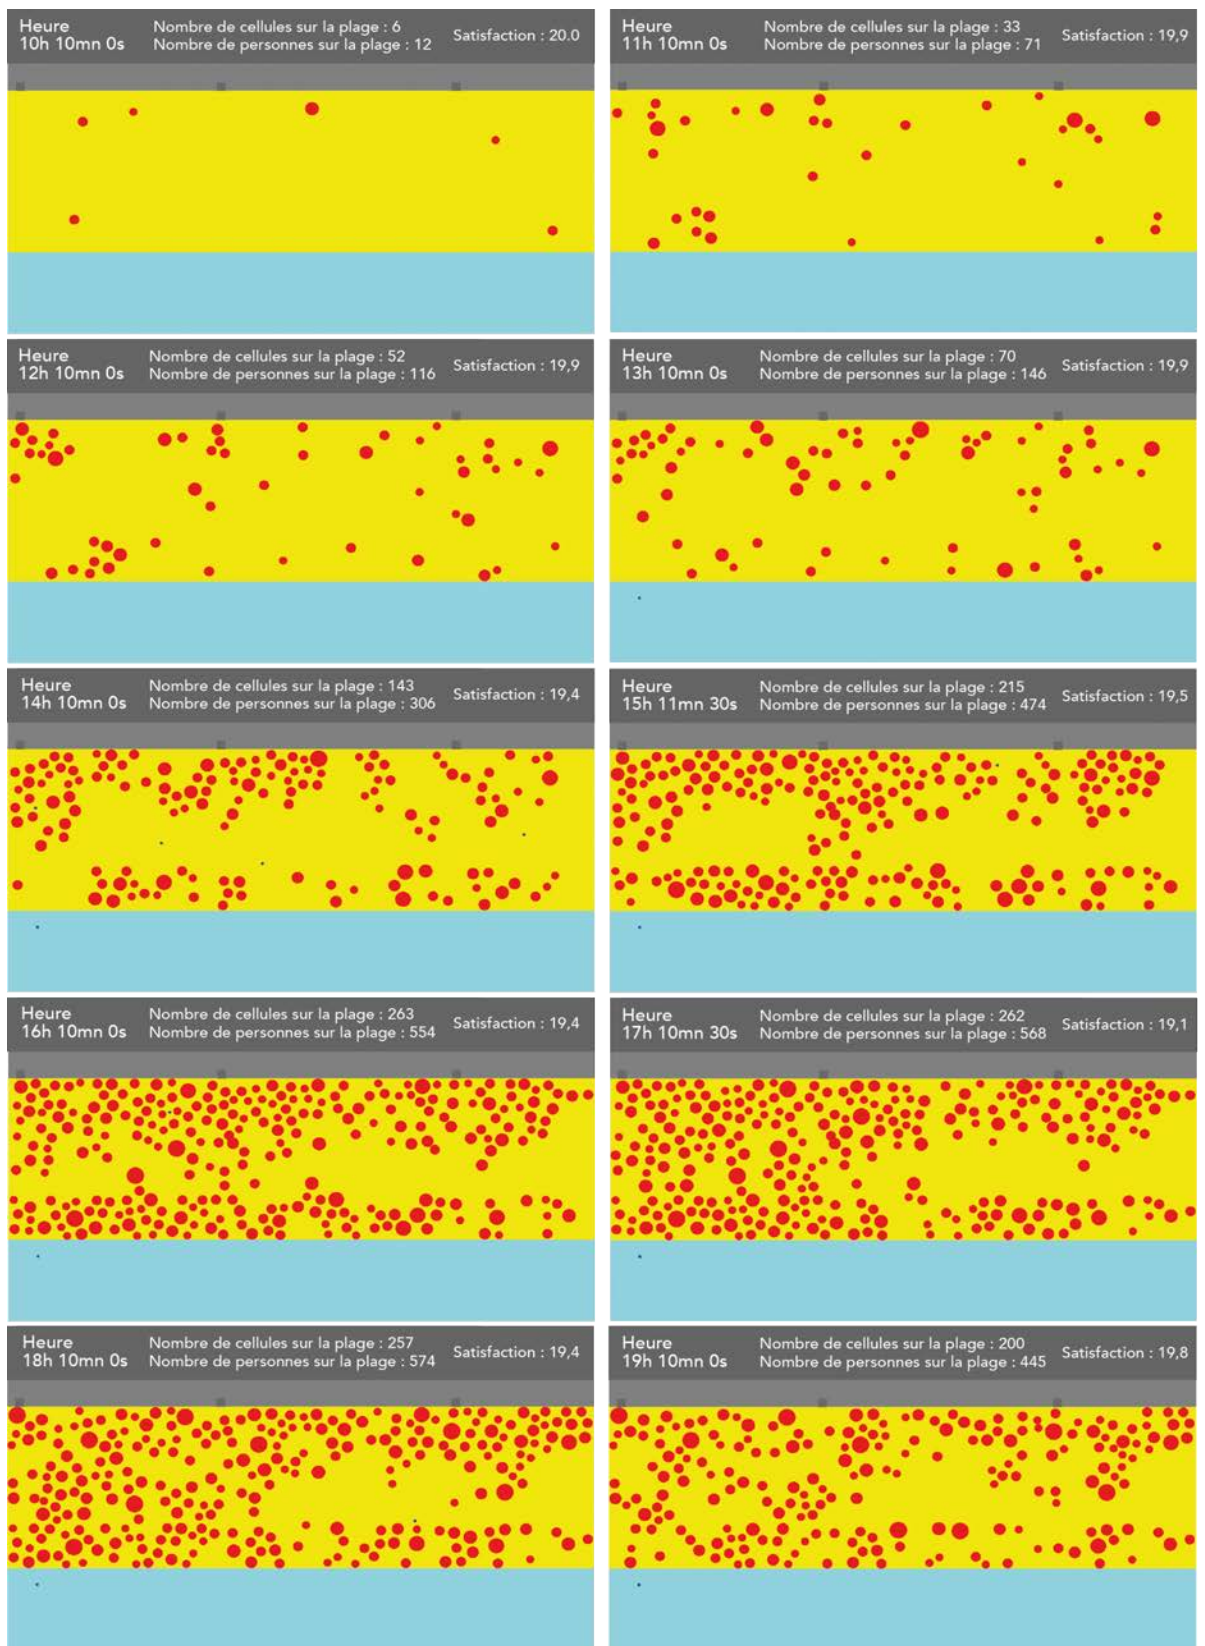 Heure
10h 10mn 0s
Nombre de cellules sur la plage : 6
Nombre de personnes sur la plage : 12
Satisfaction : 20.0
Heure
11h 10mn 0s
Nombre de cellules sur la plage : 33
Nombre de personnes sur la plage : 71
Satisfaction : 19,9
Heure
12h 10mn 0s
Nombre de cellules sur la plage : 52
Nombre de personnes sur la plage : 116
Satisfaction : 19,9
Heure
13h 10mn 0s
Nombre de cellules sur la plage : 70
Nombre de personnes sur la plage : 146
Satisfaction : 19,9
Heure
14h 10mn 0s
Nombre de cellules sur la plage : 143
Nombre de personnes sur la plage : 306
Satisfaction : 19,4
Heure
15h 11mn 30s
Nombre de cellules sur la plage : 215
Nombre de personnes sur la plage : 474
Satisfaction : 19,5
Heure
16h 10mn 0s
Nombre de cellules sur la plage : 263
Nombre de personnes sur la plage : 554
Satisfaction : 19,4
Heure
17h 10mn 30s
Nombre de cellules sur la plage : 262
Nombre de personnes sur la plage : 568
Satisfaction : 19,1
Heure
18h 10mn 0s
Nombre de cellules sur la plage : 257
Nombre de personnes sur la plage : 574
Satisfaction : 19,4
Heure
19h 10mn 0s
Nombre de cellules sur la plage : 200
Nombre de personnes sur la plage : 445
Satisfaction : 19,8